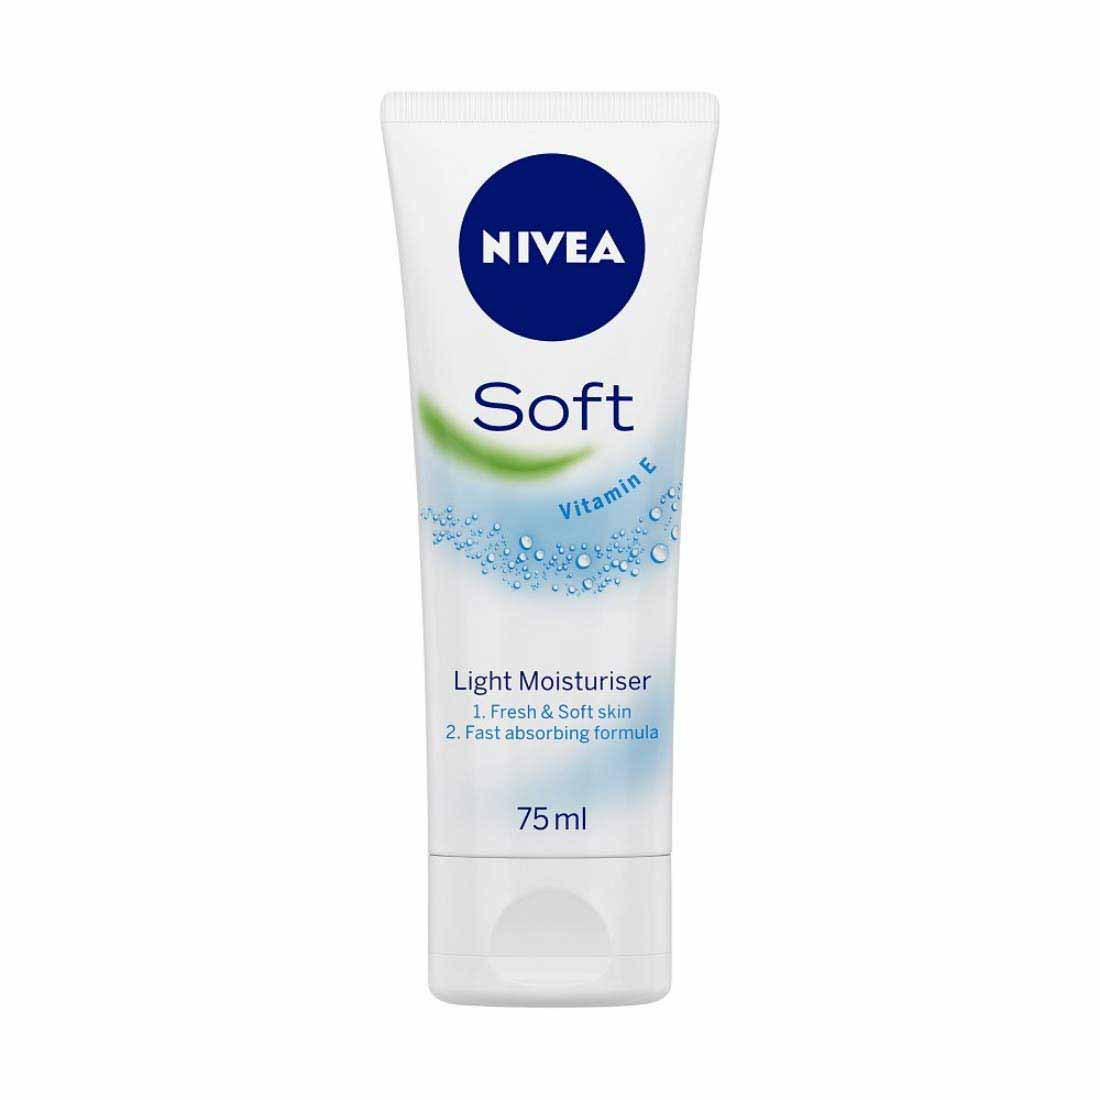 NIVEA
Soft
Vitamin E
Light Moisturiser
1. Fresh & Soft skin
2. Fast absorbing formula
75 ml